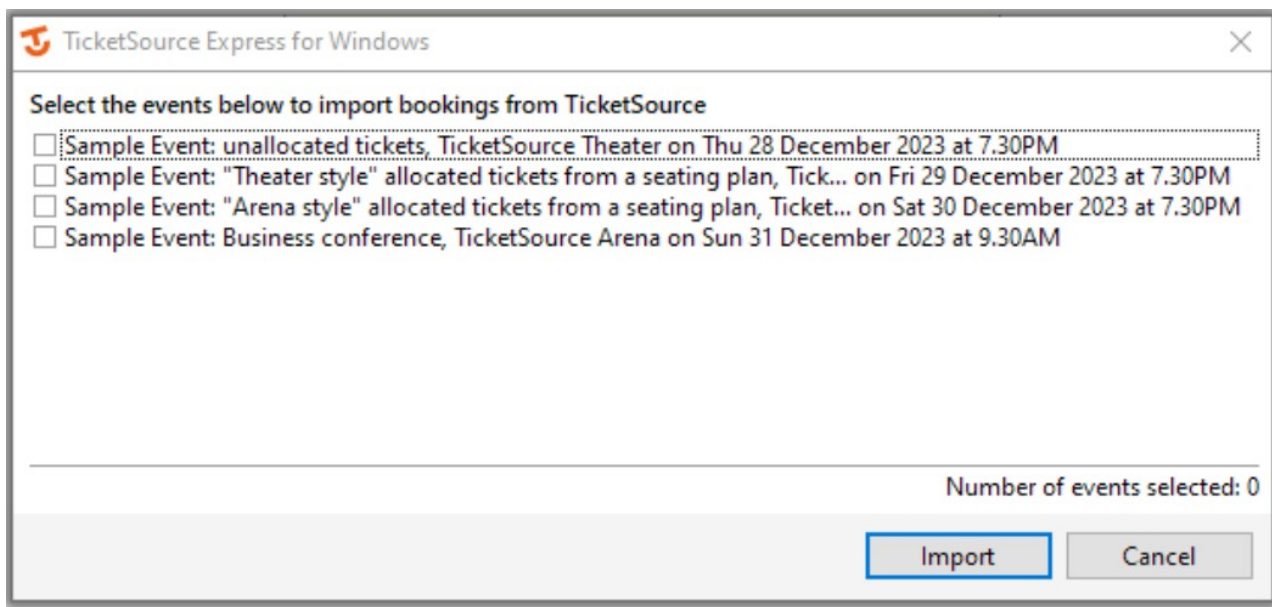 TicketSource Express for Windows
Select the events below to import bookings from TicketSource
Sample Event: unallocated tickets, TicketSource Theater on Thu 28 December 2023 at 7.30PM
Sample Event: "Theater style" allocated tickets from a seating plan, Tick... on Fri 29 December 2023 at 7.30PM
Sample Event: "Arena style" allocated tickets from a seating plan, Ticket... on Sat 30 December 2023 at 7.30PM
Sample Event: Business conference, TicketSource Arena on Sun 31 December 2023 at 9.30AM
Number of events selected: 0
Import Cancel